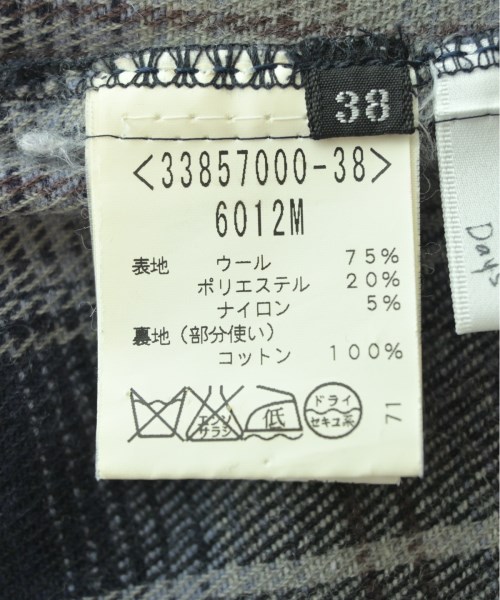 38
<33857000-38>
6012M
表地 ウール 75%
ポリエステル 20%
ナイロン 5%
裏地(部分使い)
コットン 100%
エンソ
サラシ
低
ドライ
セキユ系
71
Days